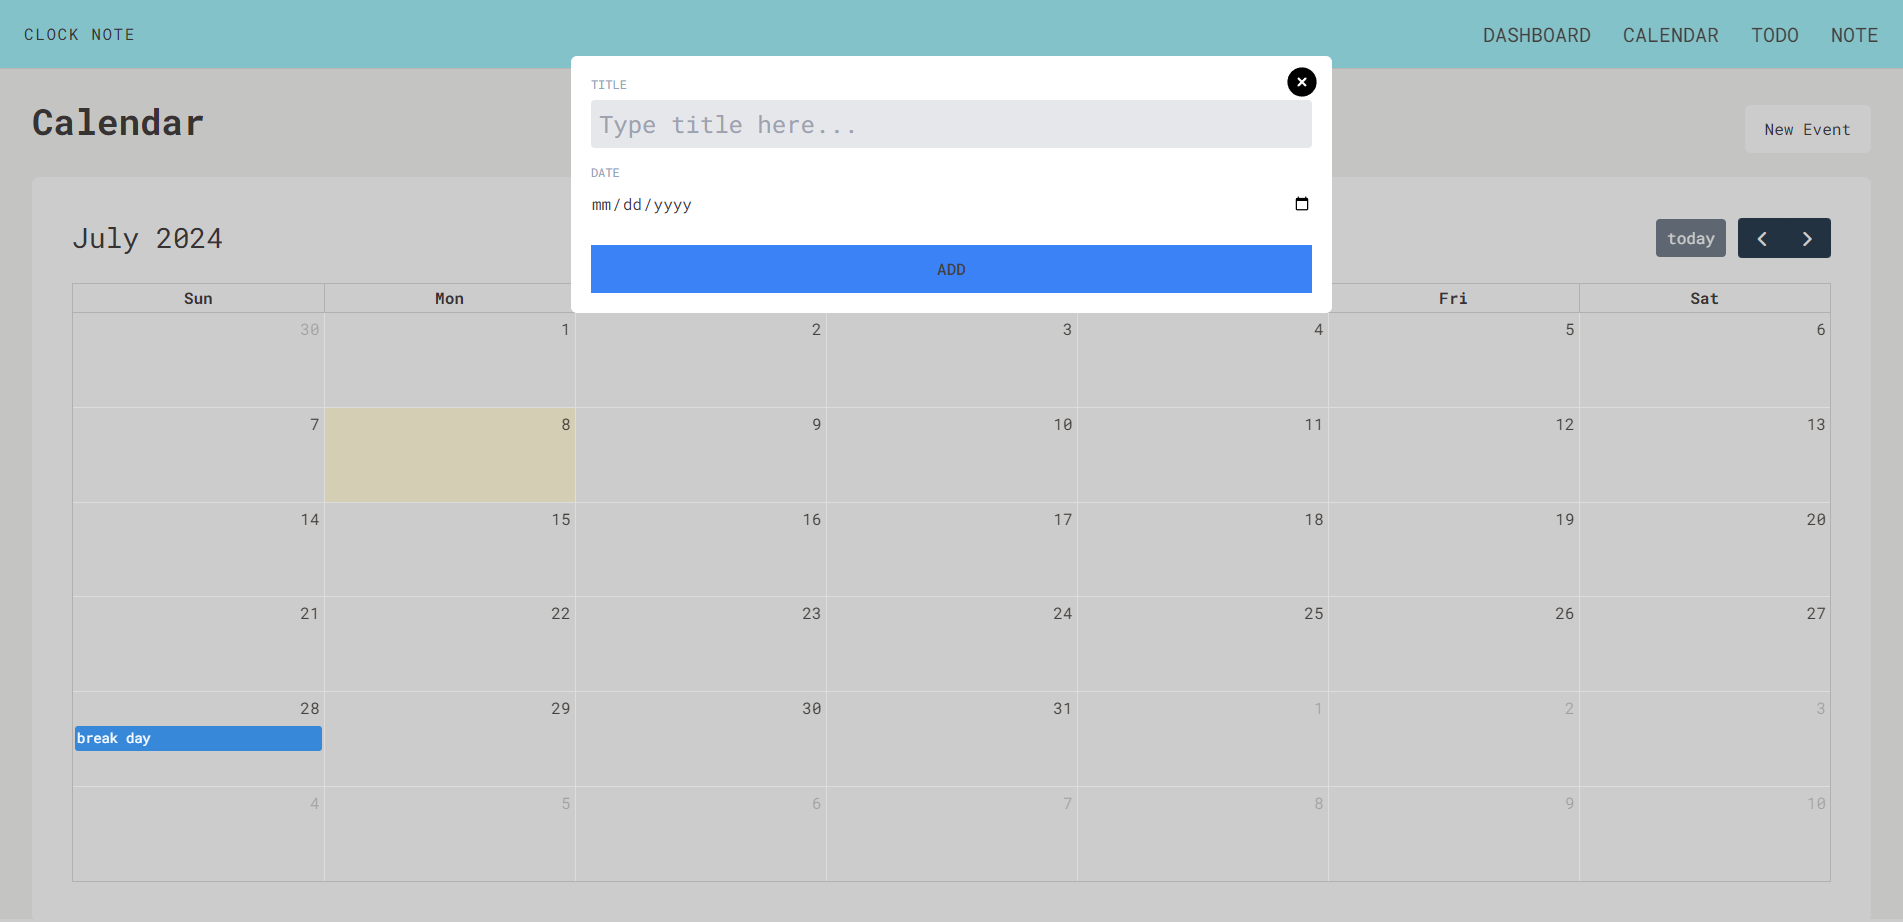 CLOCK NOTE
DASHBOARD CALENDAR TODO NOTE
TITLE
Type title here...
DATE
mm/dd/yyyy
ADD
Calendar
New Event
July 2024
today
Sun Mon Fri Sat
30 1 2 3 4 5 6
7 8 9 10 11 12 13
14 15 16 17 18 19 20
21 22 23 24 25 26 27
28 29 30 31 1 2 3
break day
4 5 6 7 8 9 10